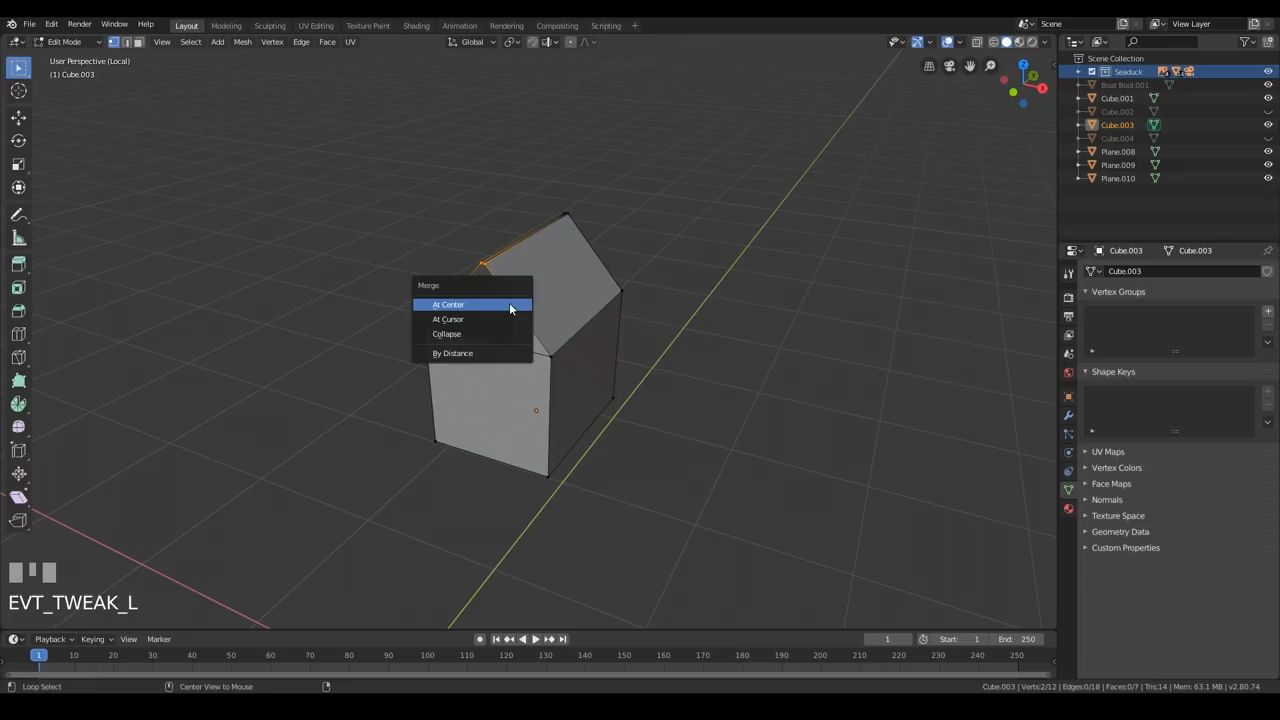 File Edit Render Window Help Layout Modeling Sculpting UV Editing Texture Paint Shading Animation Rendering Compositing Scripting + Scene View Layer
Edit Mode View Select Add Mesh Vertex Edge Face UV Global
User Perspective (Local)
(1) Cube.003
Z
Y
X
Scene Collection
Seaduck
Boat Bool.001
Cube.001
Cube.002
Cube.003
Cube.004
Plane.008
Plane.009
Plane.010
Cube.003 Cube.003
Cube.003
Vertex Groups
Shape Keys
UV Maps
Vertex Colors
Face Maps
Normals
Texture Space
Geometry Data
Custom Properties
Merge
At Center
At Cursor
Collapse
By Distance
EVT_TWEAK_L
Playback Keying View Marker 1 Start: 1 End: 250
1 10 20 30 40 50 60 70 80 90 100 110 120 130 140 150 160 170 180 190 200 210 220 230 240 250
Loop Select Center View to Mouse Cube.003 | Verts:2/12 | Edges:0/18 | Faces:0/7 | Tris:14 | Mem: 63.1 MB | v2.80.74